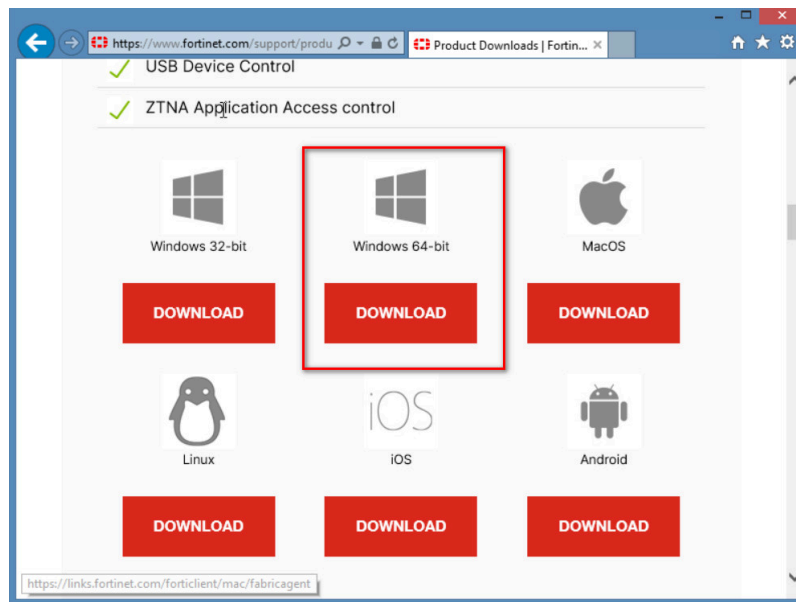 https://www.fortinet.com/support/produ
Product Downloads | Fortin...
USB Device Control
ZTNA Application Access control
Windows 32-bit
Windows 64-bit
MacOS
DOWNLOAD
DOWNLOAD
DOWNLOAD
iOS
Linux
iOS
Android
DOWNLOAD
DOWNLOAD
DOWNLOAD
https://links.fortinet.com/forticlient/mac/fabricagent